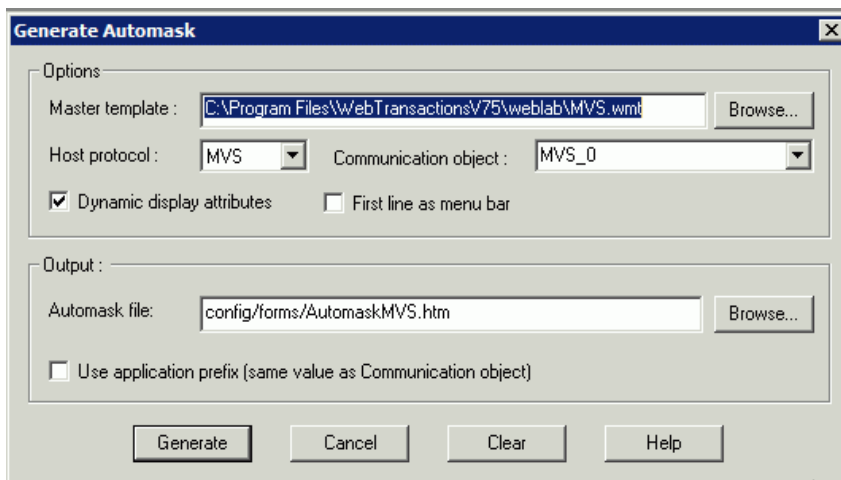 Generate Automask
Options
Master template : C:\Program Files\WebTransactionsV75\weblab\MVS.wmt Browse...
Host protocol : MVS Communication object : MVS_0
Dynamic display attributes First line as menu bar
Output :
Automask file: config/forms/AutomaskMVS.htm Browse...
Use application prefix (same value as Communication object)
Generate Cancel Clear Help